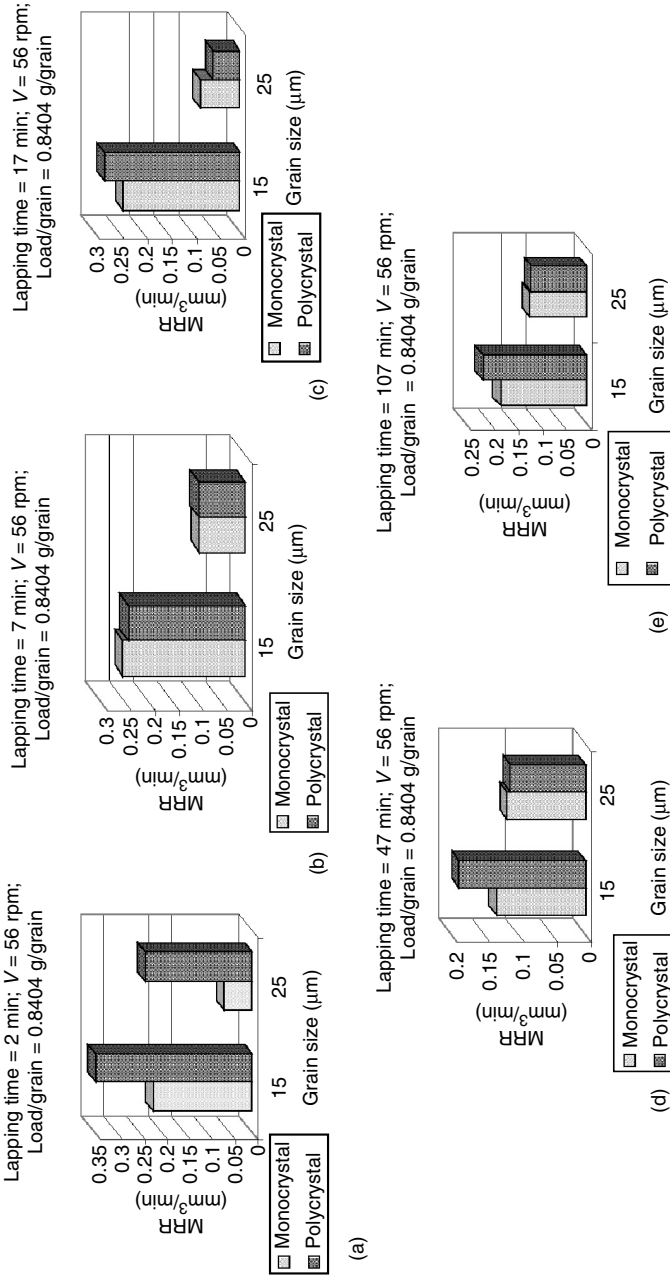 Lapping time = 2 min; V = 56 rpm;
Load/grain = 0.8404 g/grain
0.35
0.3
0.25
0.2
0.15
0.1
0.05
0
MRR
(mm³/min)
15
25
Grain size (μm)
Monocrystal
Polycrystal
(a)
Lapping time = 7 min; V = 56 rpm;
Load/grain = 0.8404 g/grain
0.3
0.25
0.2
0.15
0.1
0.05
0
MRR
(mm³/min)
15
25
Grain size (μm)
Monocrystal
Polycrystal
(b)
Lapping time = 17 min; V = 56 rpm;
Load/grain = 0.8404 g/grain
0.3
0.25
0.2
0.15
0.1
0.05
0
MRR
(mm³/min)
15
25
Grain size (μm)
Monocrystal
Polycrystal
(c)
Lapping time = 47 min; V = 56 rpm;
Load/grain = 0.8404 g/grain
0.2
0.15
0.1
0.05
0
MRR
(mm³/min)
15
25
Grain size (μm)
Monocrystal
Polycrystal
(d)
Lapping time = 107 min; V = 56 rpm;
Load/grain = 0.8404 g/grain
0.25
0.2
0.15
0.1
0.05
0
MRR
(mm³/min)
15
25
Grain size (μm)
Monocrystal
Polycrystal
(e)